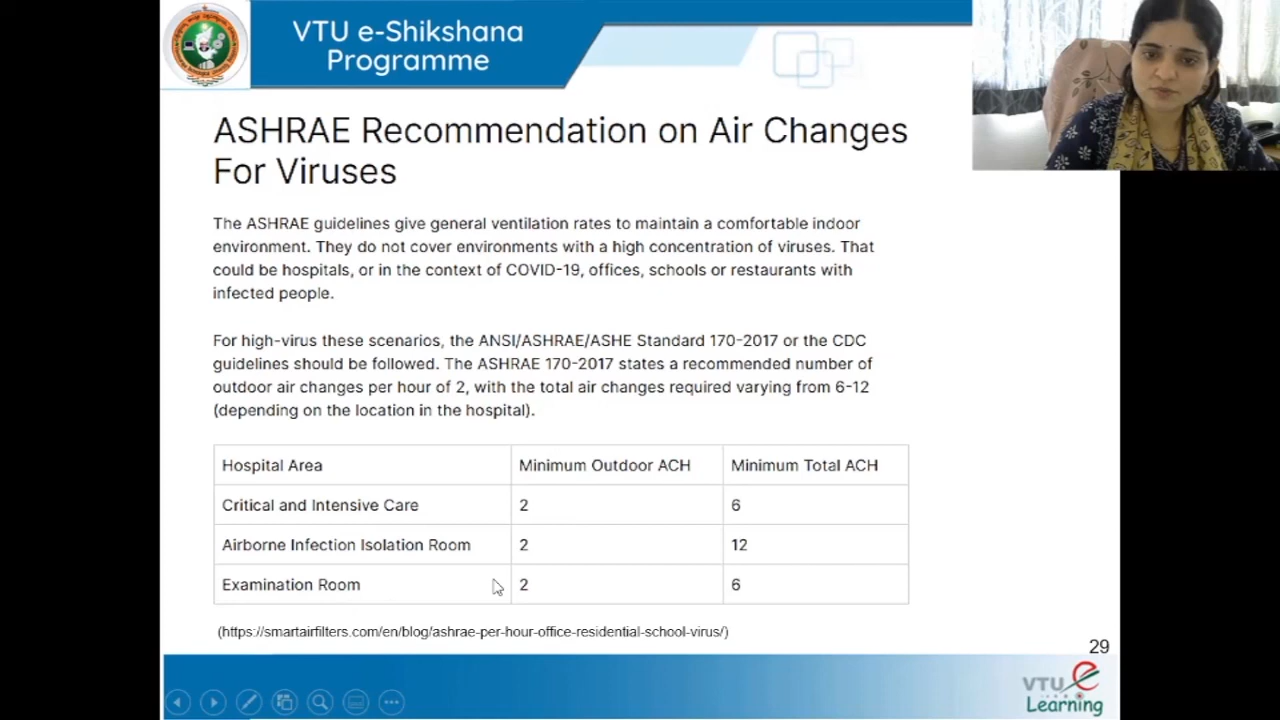 VTU e-Shikshana
Programme
ASHRAE Recommendation on Air Changes
For Viruses
The ASHRAE guidelines give general ventilation rates to maintain a comfortable indoor
environment. They do not cover environments with a high concentration of viruses. That
could be hospitals, or in the context of COVID-19, offices, schools or restaurants with
infected people.
For high-virus these scenarios, the ANSI/ASHRAE/ASHE Standard 170-2017 or the CDC
guidelines should be followed. The ASHRAE 170-2017 states a recommended number of
outdoor air changes per hour of 2, with the total air changes required varying from 6-12
(depending on the location in the hospital).
Hospital Area Minimum Outdoor ACH Minimum Total ACH
Critical and Intensive Care 2 6
Airborne Infection Isolation Room 2 12
Examination Room 2 6
(https://smartairfilters.com/en/blog/ashrae-per-hour-office-residential-school-virus/)
29
VTU e
Learning